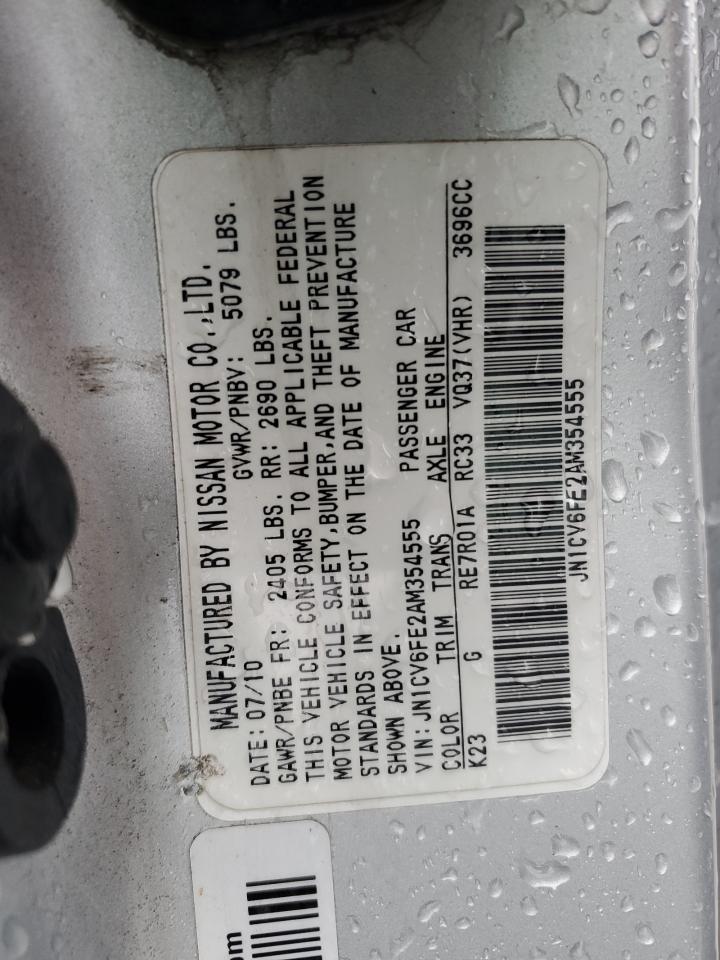 MANUFACTURED BY NISSAN MOTOR CO.,LTD.
DATE: 07/10 GVWR/PNBV: 5079 LBS.
GAWR/PNBE FR: 2405 LBS. RR: 2690 LBS.
THIS VEHICLE CONFORMS TO ALL APPLICABLE FEDERAL
MOTOR VEHICLE SAFETY,BUMPER,AND THEFT PREVENTION
STANDARDS IN EFFECT ON THE DATE OF MANUFACTURE
SHOWN ABOVE.
VIN:JN1CV6FE2AM354555 PASSENGER CAR
COLOR TRIM TRANS AXLE ENGINE
K23 G RE7R01A RC33 VQ37(VHR) 3696CC
JN1CV6FE2AM354555
om